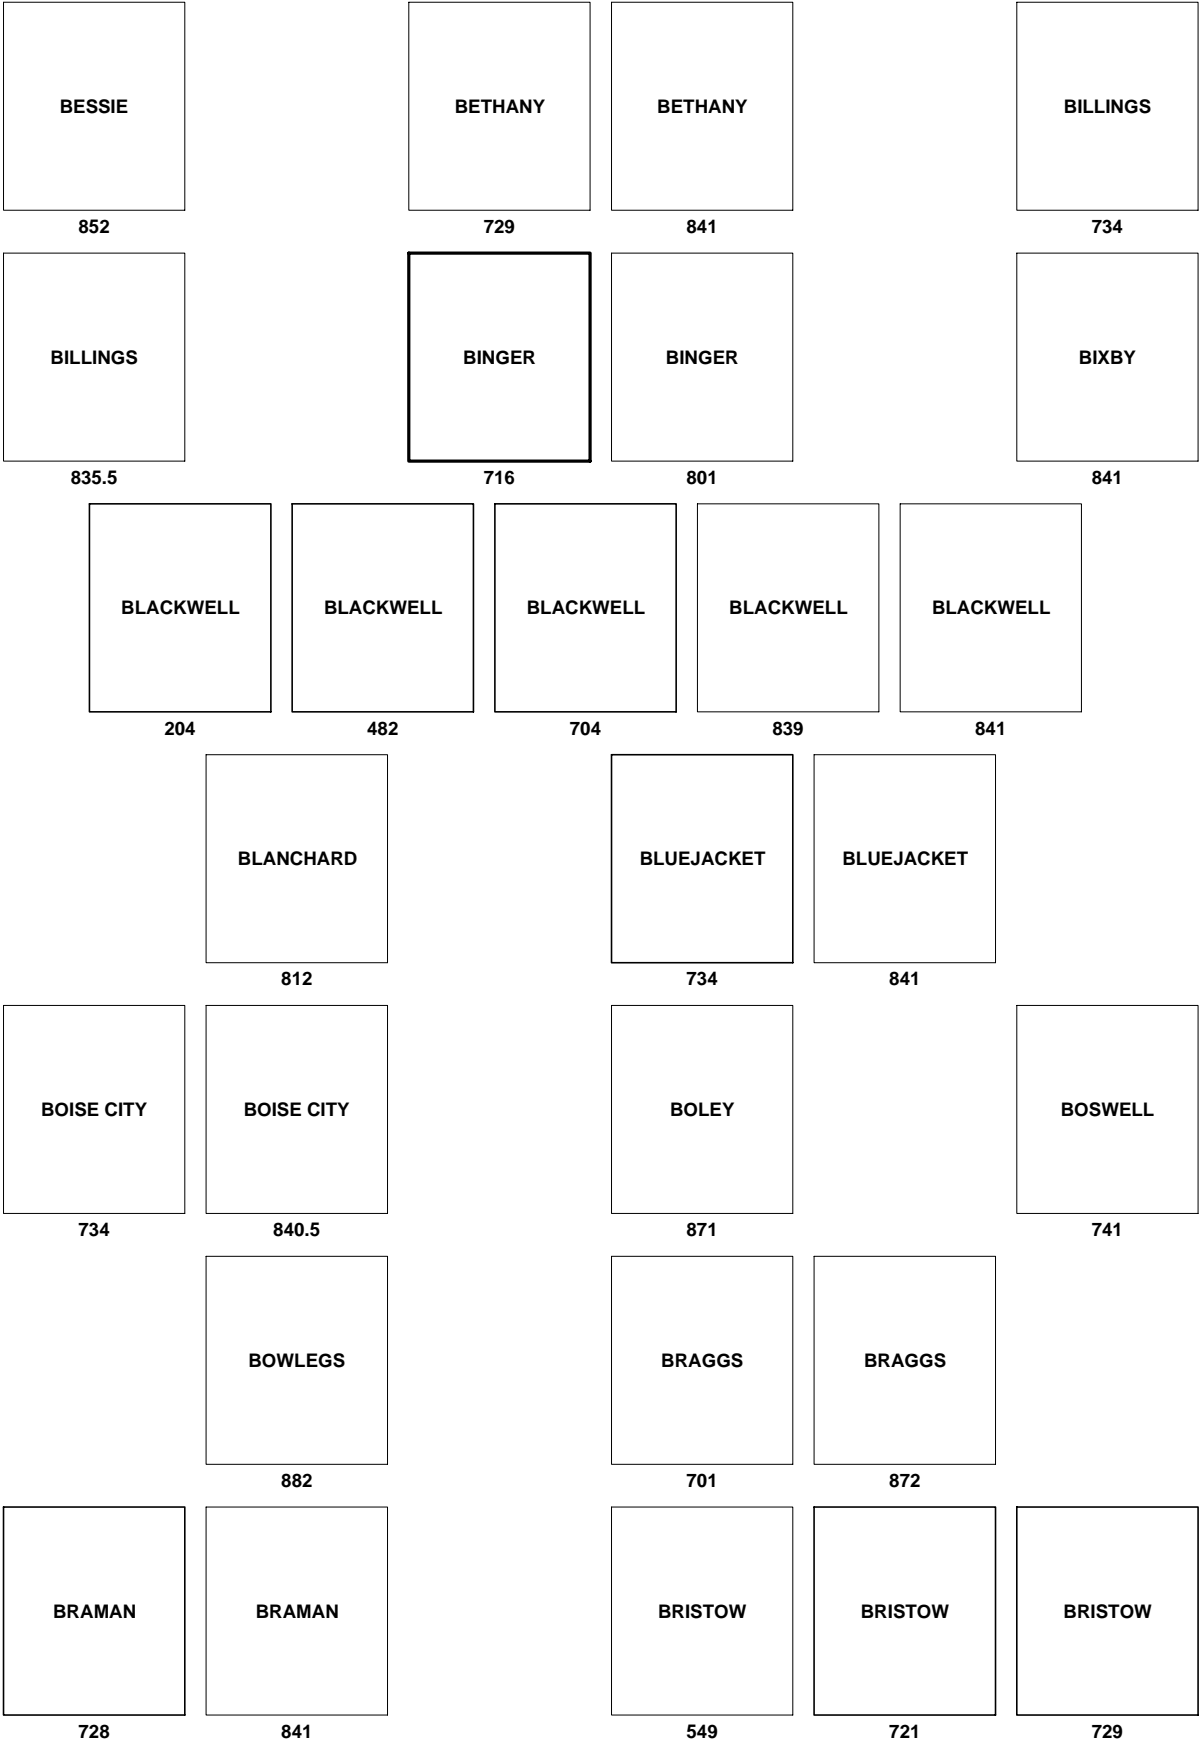 BESSIE BETHANY BETHANY BILLINGS
852 729 841 734
BILLINGS BINGER BINGER BIXBY
835.5 716 801 841
BLACKWELL BLACKWELL BLACKWELL BLACKWELL BLACKWELL
204 482 704 839 841
BLANCHARD BLUEJACKET BLUEJACKET
812 734 841
BOISE CITY BOISE CITY BOLEY BOSWELL
734 840.5 871 741
BOWLEGS BRAGGS BRAGGS
882 701 872
BRAMAN BRAMAN BRISTOW BRISTOW BRISTOW
728 841 549 721 729